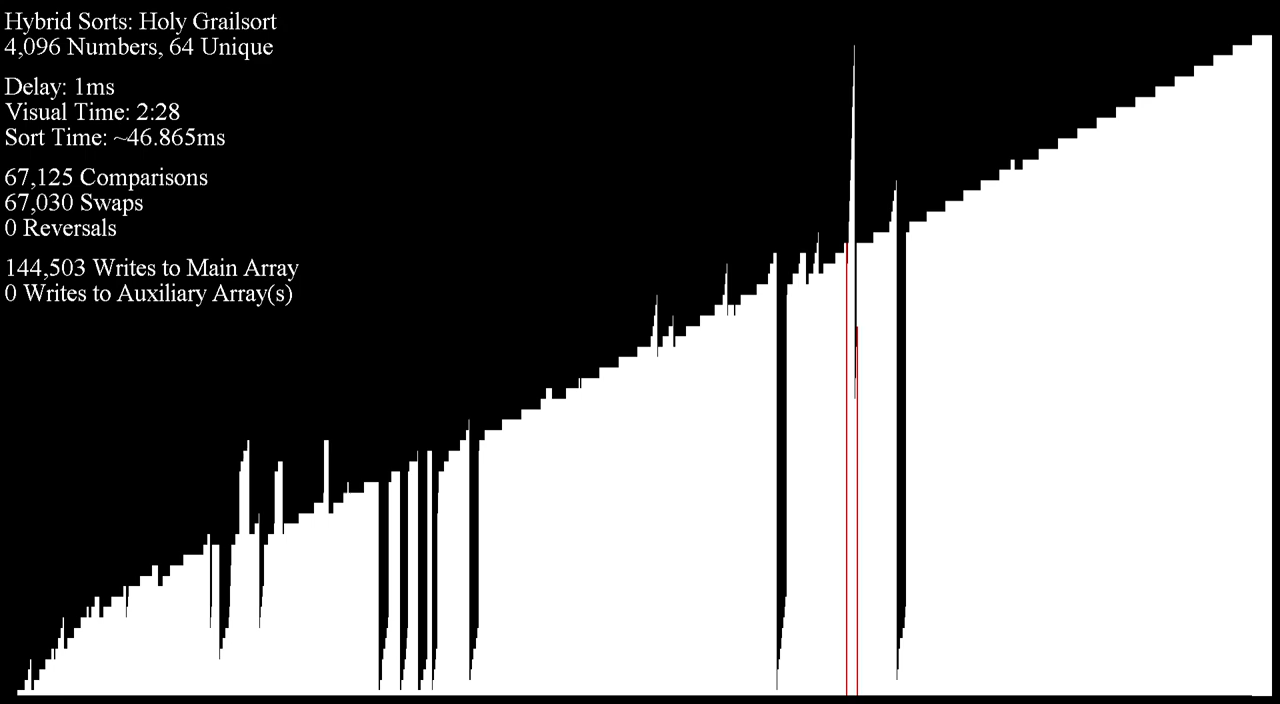 Hybrid Sorts: Holy Grailsort
4,096 Numbers, 64 Unique
Delay: 1ms
Visual Time: 2:28
Sort Time: ~46.865ms
67,125 Comparisons
67,030 Swaps
0 Reversals
144,503 Writes to Main Array
0 Writes to Auxiliary Array(s)